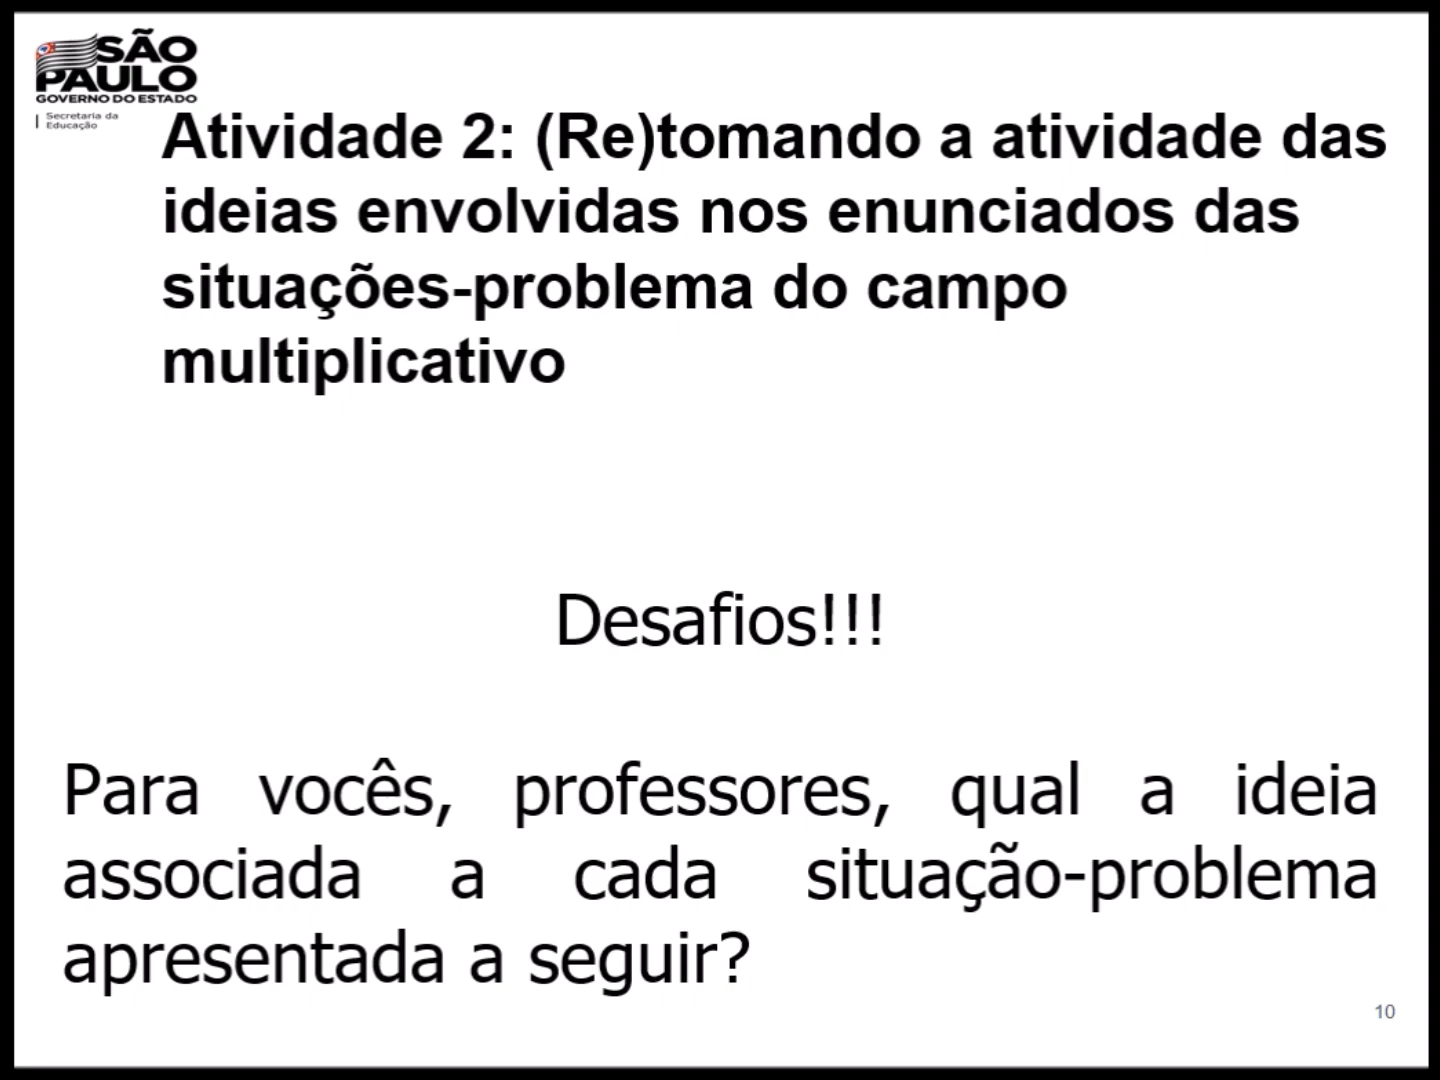 SÃO
PAULO
GOVERNO DO ESTADO
Secretaria da
Educação
Atividade 2: (Re)tomando a atividade das
ideias envolvidas nos enunciados das
situações-problema do campo
multiplicativo
Desafios!!!
Para vocês, professores, qual a ideia
associada a cada situação-problema
apresentada a seguir?
10